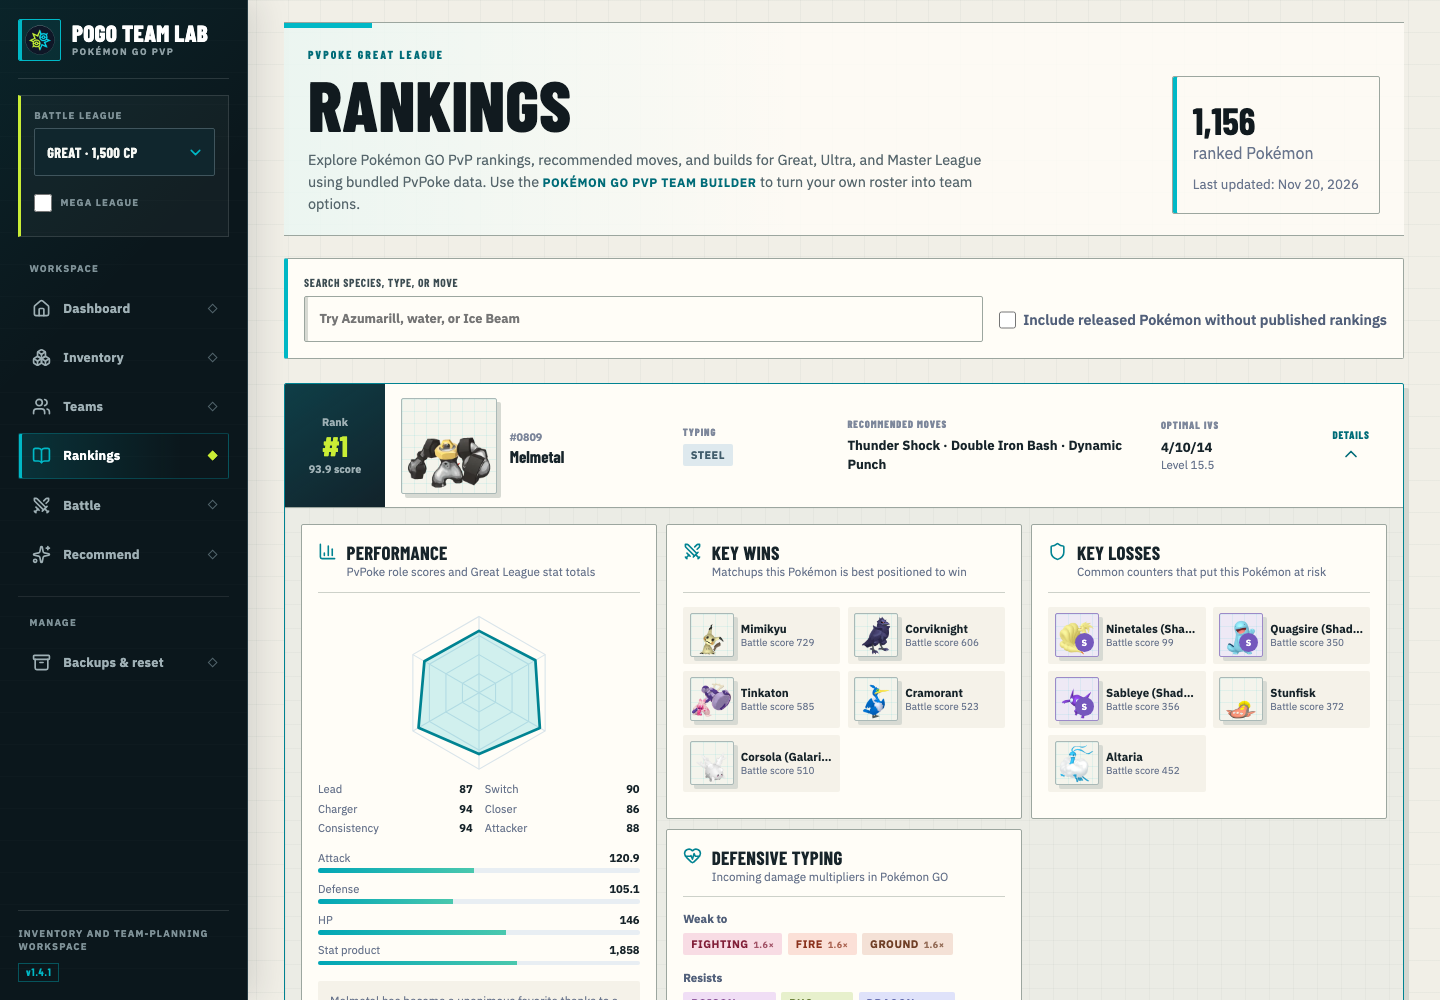 POGO TEAM LAB
POKÉMON GO PVP
BATTLE LEAGUE
GREAT · 1,500 CP
MEGA LEAGUE
WORKSPACE
Dashboard
Inventory
Teams
Rankings
Battle
Recommend
MANAGE
Backups & reset
INVENTORY AND TEAM-PLANNING
WORKSPACE
v1.4.1
PVPOKE GREAT LEAGUE
RANKINGS
Explore Pokémon GO PvP rankings, recommended moves, and builds for Great, Ultra, and Master League
using bundled PvPoke data. Use the POKÉMON GO PVP TEAM BUILDER to turn your own roster into team
options.
1,156
ranked Pokémon
Last updated: Nov 20, 2026
SEARCH SPECIES, TYPE, OR MOVE
Try Azumarill, water, or Ice Beam
Include released Pokémon without published rankings
Rank
#1
93.9 score
#0809
Melmetal
TYPING
STEEL
RECOMMENDED MOVES
Thunder Shock · Double Iron Bash · Dynamic
Punch
OPTIMAL IVS
4/10/14
Level 15.5
DETAILS
PERFORMANCE
PvPoke role scores and Great League stat totals
Lead 87 Switch 90
Charger 94 Closer 86
Consistency 94 Attacker 88
Attack 120.9
Defense 105.1
HP 146
Stat product 1,858
KEY WINS
Matchups this Pokémon is best positioned to win
Mimikyu
Battle score 729
Corviknight
Battle score 606
Tinkaton
Battle score 585
Cramorant
Battle score 523
Corsola (Galari...
Battle score 510
KEY LOSSES
Common counters that put this Pokémon at risk
S
Ninetales (Sha...
Battle score 99
S
Quagsire (Shad...
Battle score 350
S
Sableye (Shad...
Battle score 356
Stunfisk
Battle score 372
Altaria
Battle score 452
DEFENSIVE TYPING
Incoming damage multipliers in Pokémon GO
Weak to
FIGHTING 1.6× FIRE 1.6× GROUND 1.6×
Resists